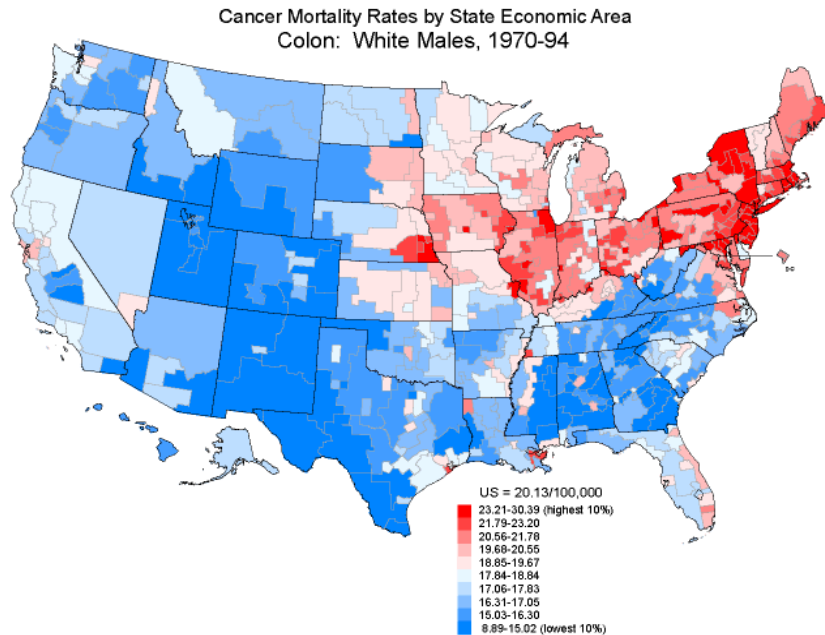 Cancer Mortality Rates by State Economic Area
Colon: White Males, 1970-94
US = 20.13/100,000
23.21-30.39 (highest 10%)
21.79-23.20
20.56-21.78
19.68-20.55
18.85-19.67
17.84-18.84
17.06-17.83
16.31-17.05
15.03-16.30
8.89-15.02 (lowest 10%)